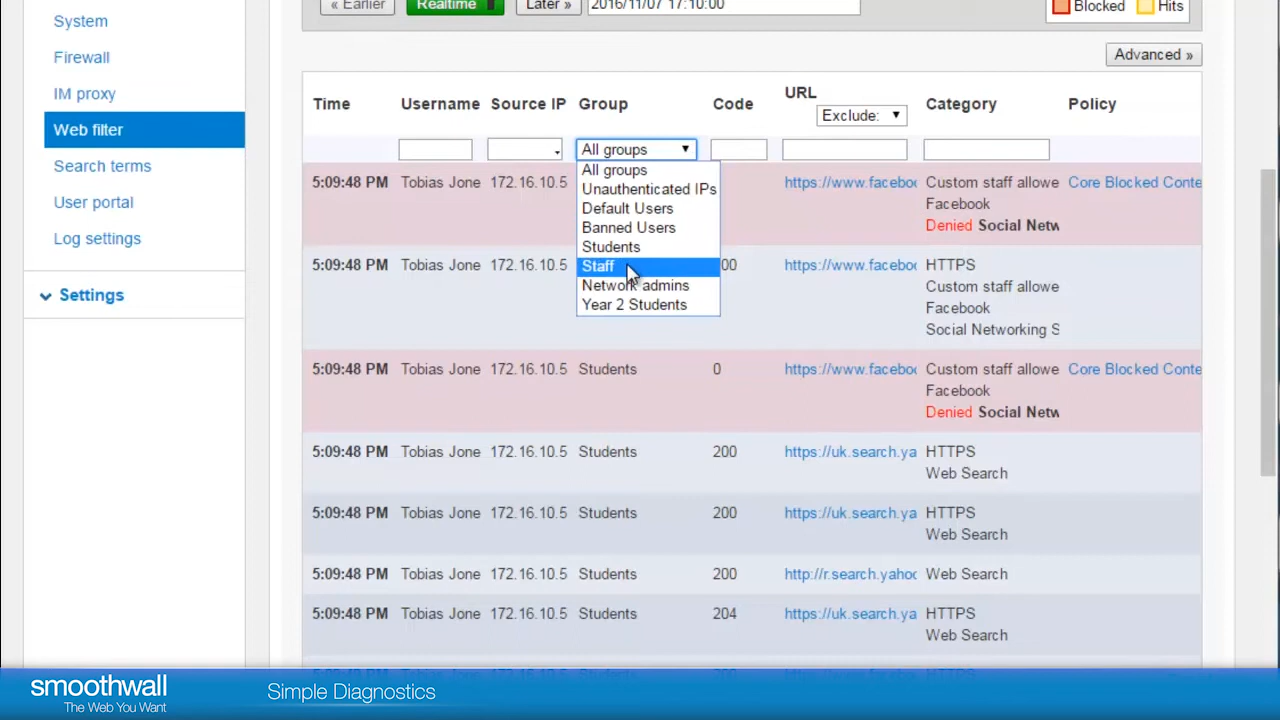 System
« Earlier
Realtime
Later »
2016/11/07 17:10:00
Blocked
Hits
Firewall
Advanced »
IM proxy
Time Username Source IP Group Code URL Category Policy
Exclude:
Web filter
All groups
Search terms
User portal
Log settings
Settings
All groups
Unauthenticated IPs
Default Users
Banned Users
Students
Staff
Network admins
Year 2 Students
5:09:48 PM Tobias Jone 172.16.10.5 https://www.faceboo Custom staff allowe Core Blocked Conte
Facebook
Denied Social Netw
5:09:48 PM Tobias Jone 172.16.10.5 00 https://www.faceboo HTTPS
Custom staff allowe
Facebook
Social Networking S
5:09:48 PM Tobias Jone 172.16.10.5 Students 0 https://www.faceboo Custom staff allowe Core Blocked Conte
Facebook
Denied Social Netw
5:09:48 PM Tobias Jone 172.16.10.5 Students 200 https://uk.search.ya HTTPS
Web Search
5:09:48 PM Tobias Jone 172.16.10.5 Students 200 https://uk.search.ya HTTPS
Web Search
5:09:48 PM Tobias Jone 172.16.10.5 Students 200 http://r.search.yahoo Web Search
5:09:48 PM Tobias Jone 172.16.10.5 Students 204 https://uk.search.ya HTTPS
Web Search
smoothwall
The Web You Want
Simple Diagnostics